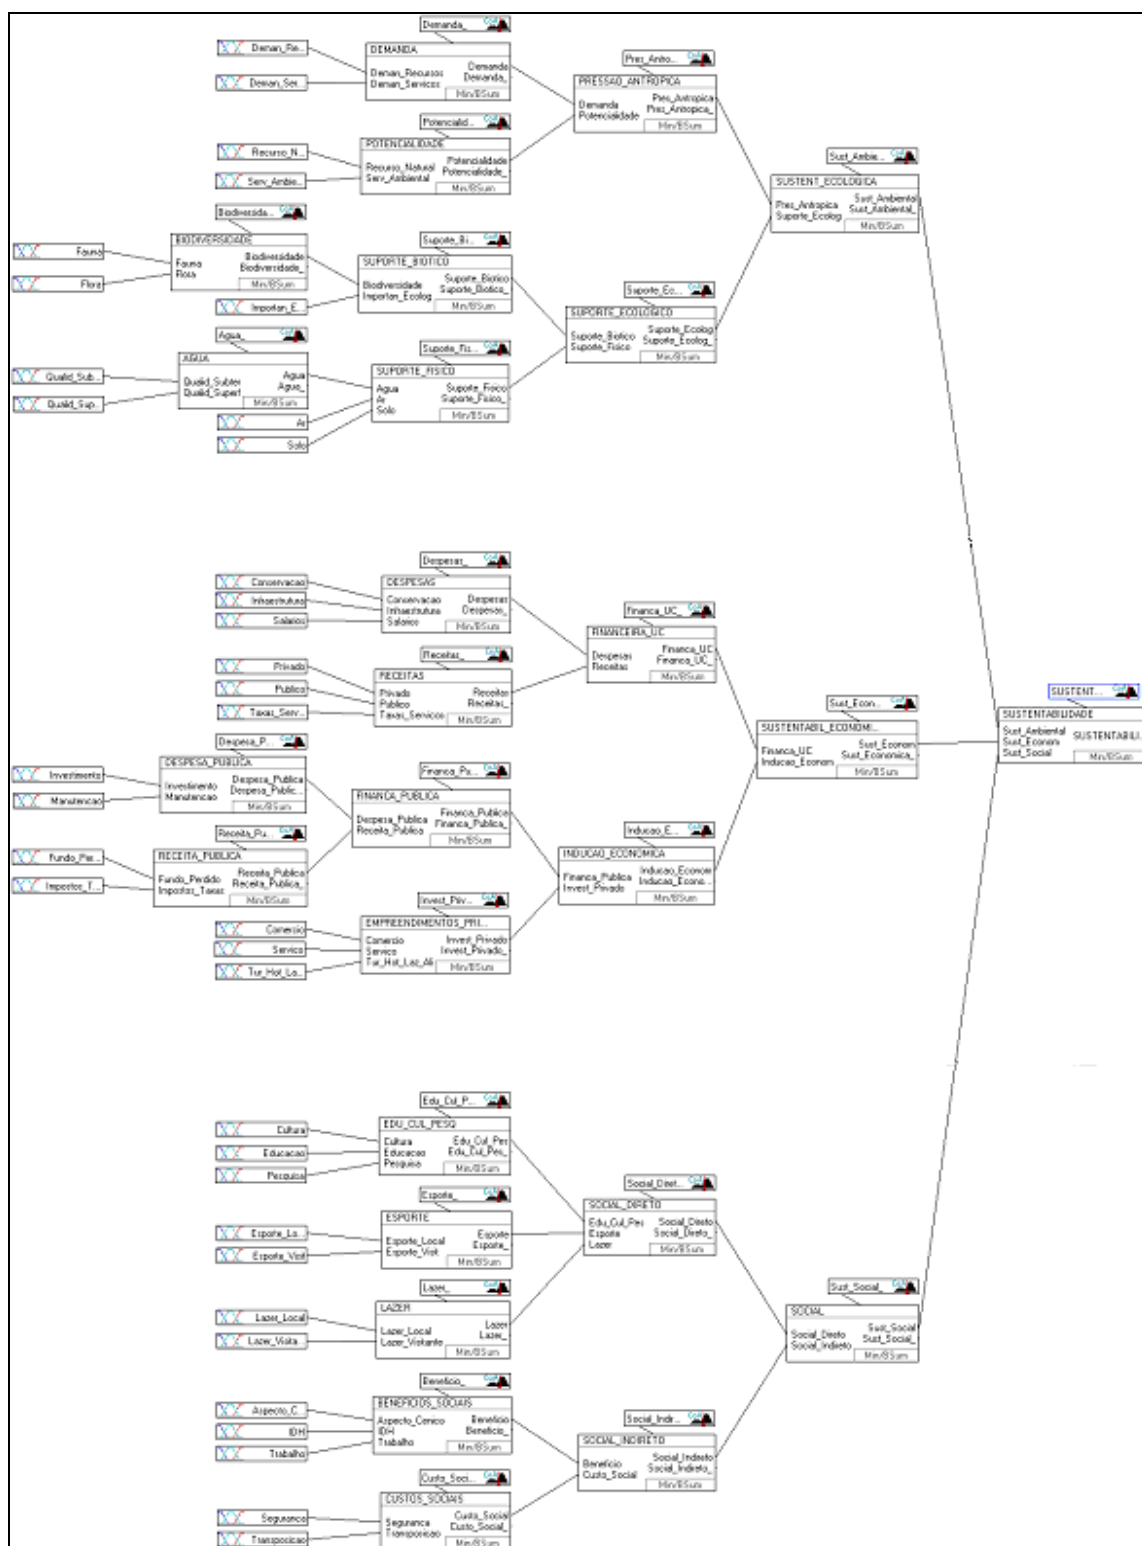 Demanda_
Deman_Re...
Deman_Ser...
DEMANDA
Deman_Recursos
Deman_Servicos
Demanda
Demanda_
Min/BSum
Potencialid...
Recurso_N...
Serv_Ambie...
POTENCIALIDADE
Recurso_Natural
Serv_Ambiental
Potencialidade
Potencialidade_
Min/BSum
Pres_Antro...
PRESSAO_ANTROPICA
Demanda
Potencialidade
Pres_Antropica
Pres_Antropica_
Min/BSum
Biodiversida...
Fauna
Flora
BIODIVERSIDADE
Fauna
Flora
Biodiversidade
Biodiversidade_
Min/BSum
Importan_E...
Suporte_Bi...
SUPORTE_BIOTICO
Biodiversidade
Importan_Ecolog
Suporte_Biotico
Suporte_Biotico_
Min/BSum
Agua_
Qualid_Sub...
Qualid_Sup...
AGUA
Qualid_Subter
Qualid_Superf
Agua
Agua_
Min/BSum
Ar
Solo
Suporte_Fis...
SUPORTE_FISICO
Agua
Ar
Solo
Suporte_Fisico
Suporte_Fisico_
Min/BSum
Suporte_Ec...
SUPORTE_ECOLOGICO
Suporte_Biotico
Suporte_Fisico
Suporte_Ecolog
Suporte_Ecolog_
Min/BSum
Sust_Ambie...
SUSTENT_ECOLOGICA
Pres_Antropica
Suporte_Ecolog
Sust_Ambiental
Sust_Ambiental_
Min/BSum
Despesas_
Conservacao
Infraestrutura
Salarios
DESPESAS
Conservacao
Infraestrutura
Salarios
Despesas
Despesas_
Min/BSum
Receitas_
Privado
Publico
Taxas_Serv...
RECEITAS
Privado
Publico
Taxas_Servicos
Receitas
Receitas_
Min/BSum
Financa_UC_
FINANCEIRA_UC
Despesas
Receitas
Financa_UC
Financa_UC_
Min/BSum
Despesa_P...
Investimento
Manutencao
DESPESA_PUBLICA
Investimento
Manutencao
Despesa_Publica
Despesa_Public...
Min/BSum
Receita_Pu...
Fundo_Per...
Impostos_T...
RECEITA_PUBLICA
Fundo_Perdido
Impostos_Taxas
Receita_Publica
Receita_Publica_
Min/BSum
Financa_Pu...
FINANCA_PUBLICA
Despesa_Publica
Receita_Publica
Financa_Publica
Financa_Publica_
Min/BSum
Invest_Priv...
Comercio
Servico
Tur_Hot_La...
EMPREENDIMENTOS_PRI...
Comercio
Servico
Tur_Hot_Laz_Ali
Invest_Privado
Invest_Privado_
Min/BSum
Inducao_E...
INDUCAO_ECONOMICA
Financa_Publica
Invest_Privado
Inducao_Econom
Inducao_Econo...
Min/BSum
Sust_Econ...
SUSTENTABIL_ECONOMI...
Financa_UC
Inducao_Econom
Sust_Econom
Sust_Economica_
Min/BSum
SUSTENT...
SUSTENTABILIDADE
Sust_Ambiental
Sust_Econom
Sust_Social
SUSTENTABILI...
Min/BSum
Edu_Cul_P...
Cultura
Educacao
Pesquisa
EDU_CUL_PESQ
Cultura
Educacao
Pesquisa
Edu_Cul_Pes
Edu_Cul_Pes_
Min/BSum
Esporte_
Esporte_Lo...
Esporte_Visit
ESPORTE
Esporte_Local
Esporte_Visit
Esporte
Esporte_
Min/BSum
Lazer_
Lazer_Local
Lazer_Visita...
LAZER
Lazer_Local
Lazer_Visitante
Lazer
Lazer_
Min/BSum
Social_Diret...
SOCIAL_DIRETO
Edu_Cul_Pes
Esporte
Lazer
Social_Direto
Social_Direto_
Min/BSum
Beneficio_
Aspecto_C...
IDH
Trabalho
BENEFICIOS_SOCIAIS
Aspecto_Cenico
IDH
Trabalho
Beneficio
Beneficio_
Min/BSum
Custo_Soci...
Seguranca
Transposicao
CUSTOS_SOCIAIS
Seguranca
Transposicao
Custo_Social
Custo_Social_
Min/BSum
Social_Indir...
SOCIAL_INDIRETO
Beneficio
Custo_Social
Social_Indireto
Social_Indireto_
Min/BSum
Sust_Social_
SOCIAL
Social_Direto
Social_Indireto
Sust_Social
Sust_Social_
Min/BSum